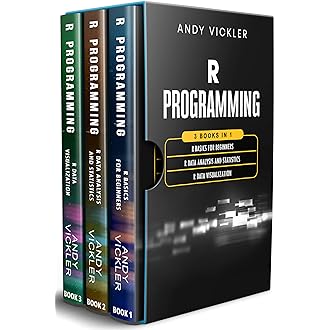 ANDY VICKLER
R
PROGRAMMING
3 BOOKS IN 1
R BASICS FOR BEGINNERS
R DATA ANALYSIS AND STATISTICS
R DATA VISUALIZATION
R PROGRAMMING
R DATA
VISUALIZATION
ANDY
VICKLER
BOOK 3
R PROGRAMMING
R DATA ANALYSIS
AND STATISTICS
ANDY
VICKLER
BOOK 2
R PROGRAMMING
R BASICS
FOR BEGINNERS
ANDY
VICKLER
BOOK 1